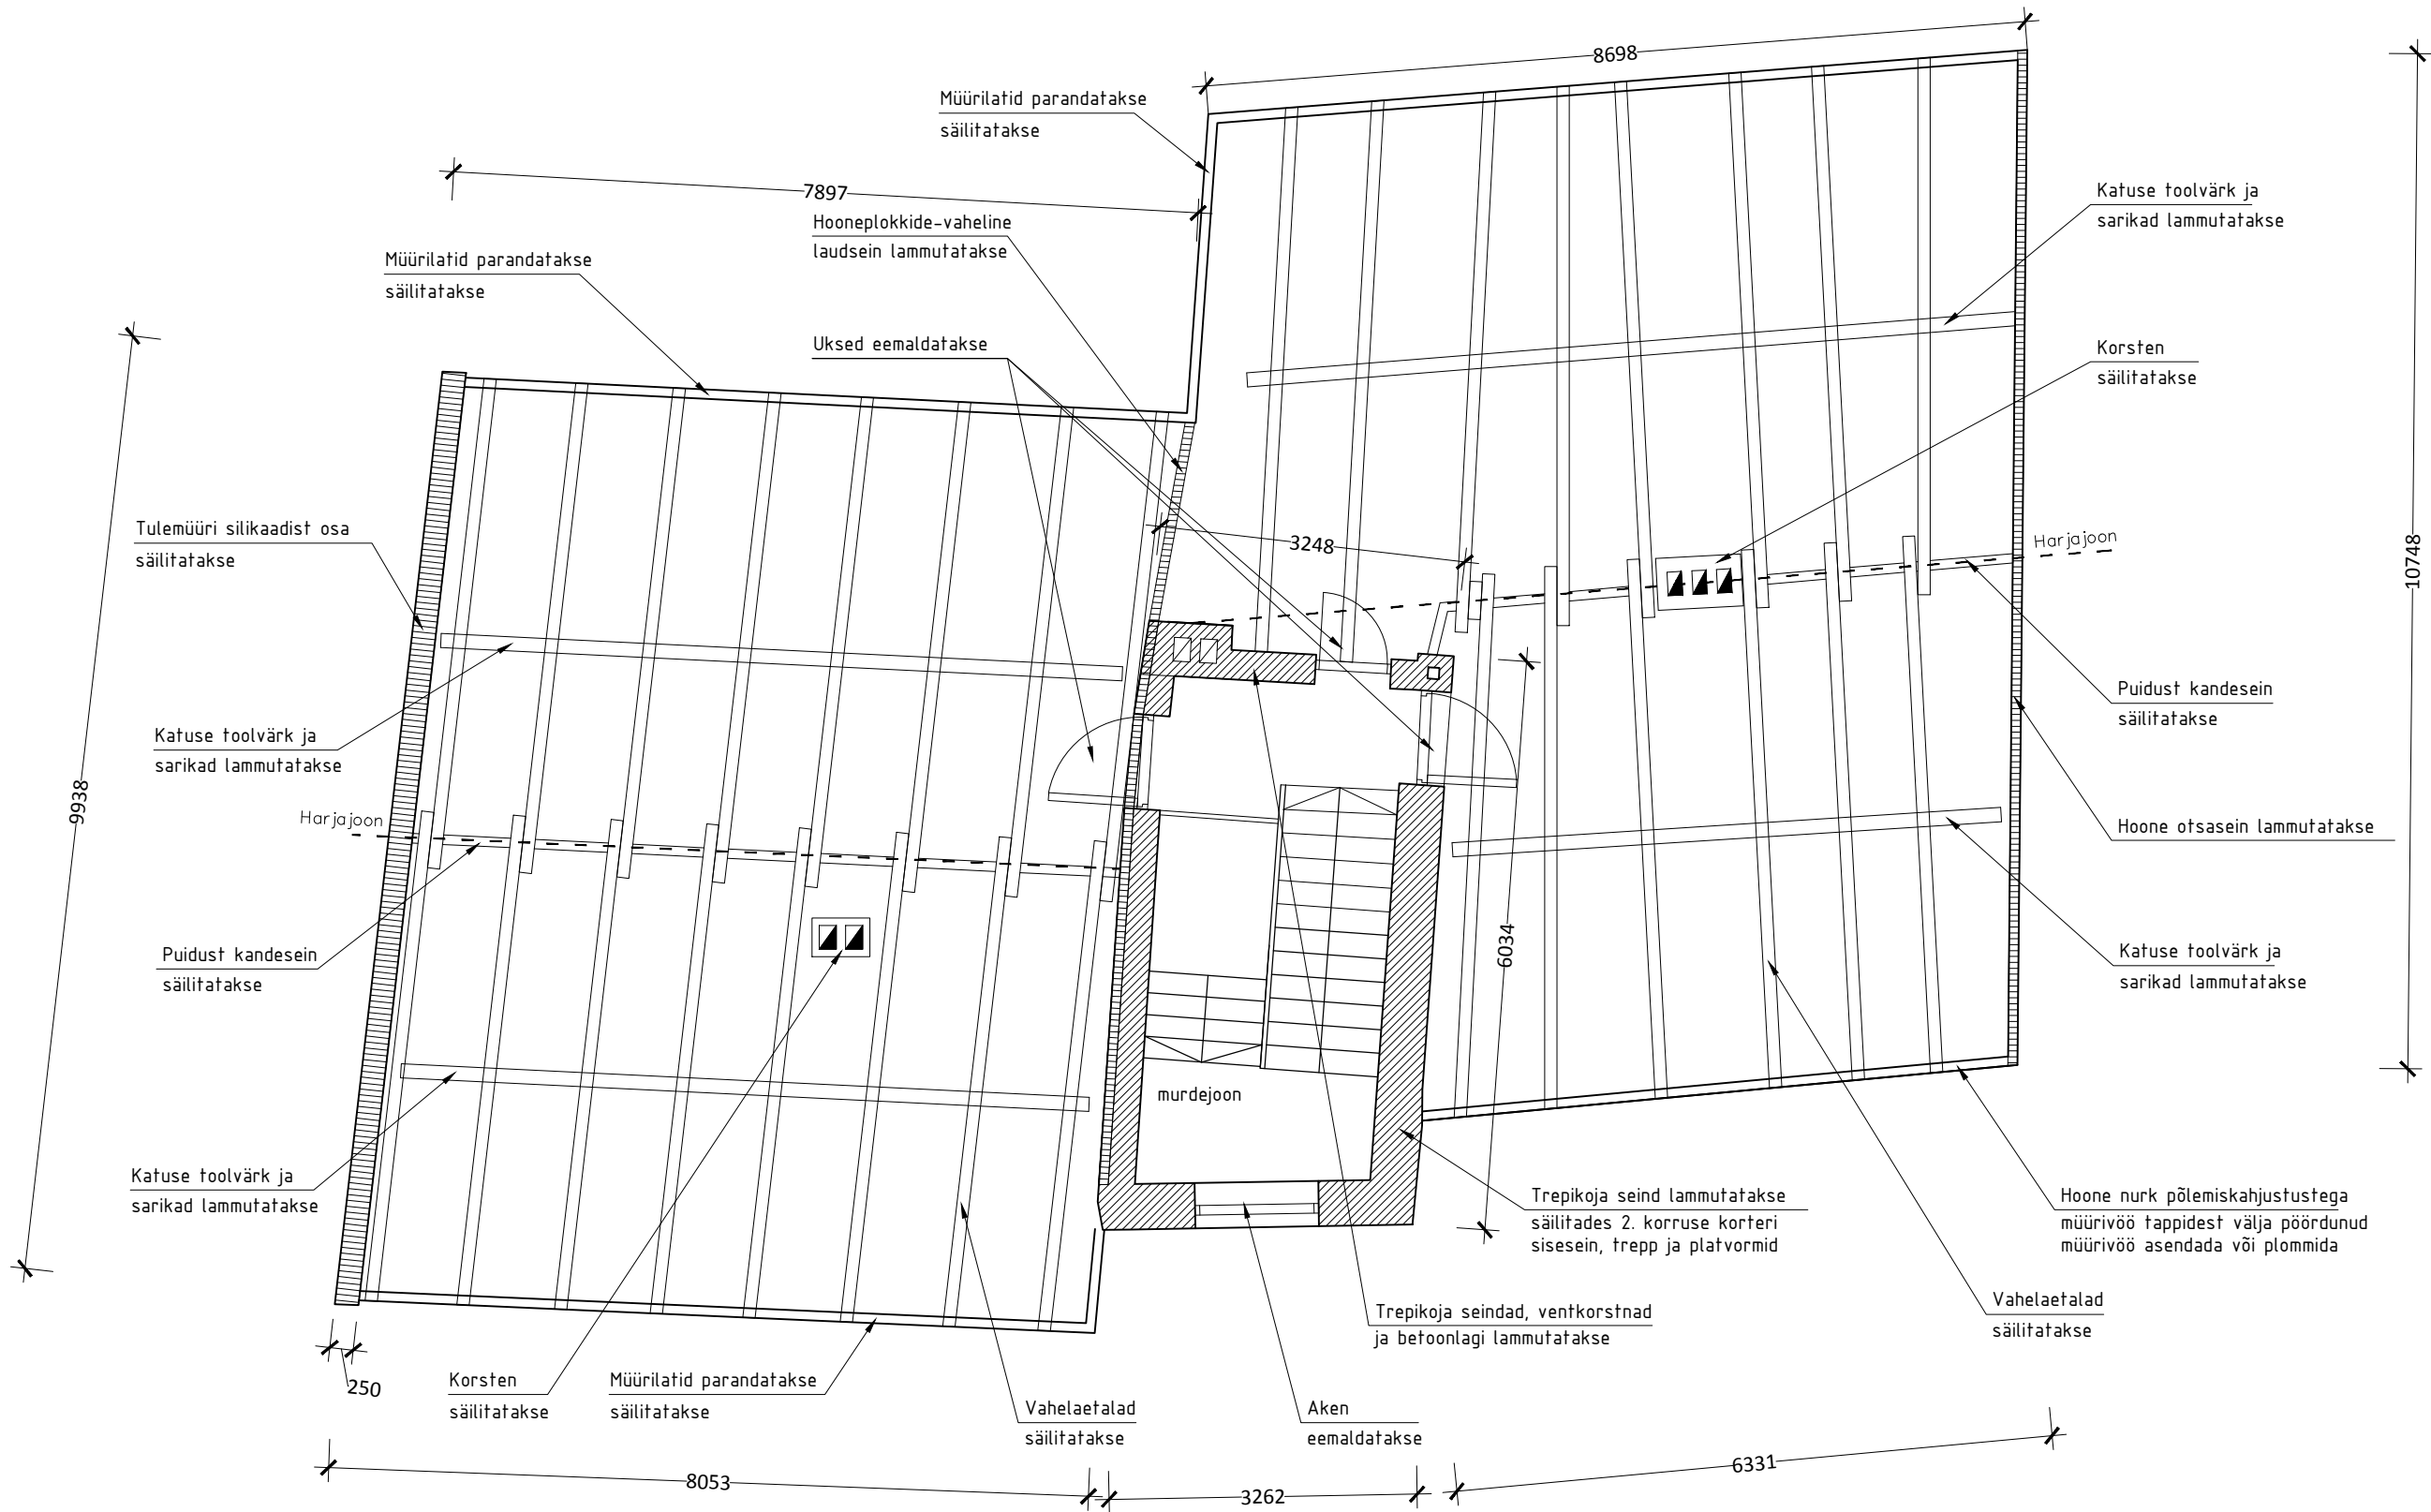 8698
Müürilatid parandatakse
säilitatakse
7897
Katuse toolvärk ja
sarikad lammutatakse
Hooneplokkide-vaheline
laudsein lammutatakse
Müürilatid parandatakse
säilitatakse
Uksed eemaldatakse
Korsten
säilitatakse
Tulemüüri silikaadist osa
säilitatakse
3248
Harjajoon
10748
Puidust kandesein
säilitatakse
Katuse toolvärk ja
sarikad lammutatakse
9938
Harjajoon
Hoone otsasein lammutatakse
Puidust kandesein
säilitatakse
6034
Katuse toolvärk ja
sarikad lammutatakse
murdejoon
Katuse toolvärk ja
sarikad lammutatakse
Trepikoja seind lammutatakse
säilitades 2. korruse korteri
sisesein, trepp ja platvormid
Hoone nurk põlemiskahjustustega
müürivöö tappidest välja pöördunud
müürivöö asendada või plommida
Trepikoja seindad, ventkorstnad
ja betoonlagi lammutatakse
Vahelaetalad
säilitatakse
250
Korsten
säilitatakse
Müürilatid parandatakse
säilitatakse
Vahelaetalad
säilitatakse
Aken
eemaldatakse
8053
3262
6331